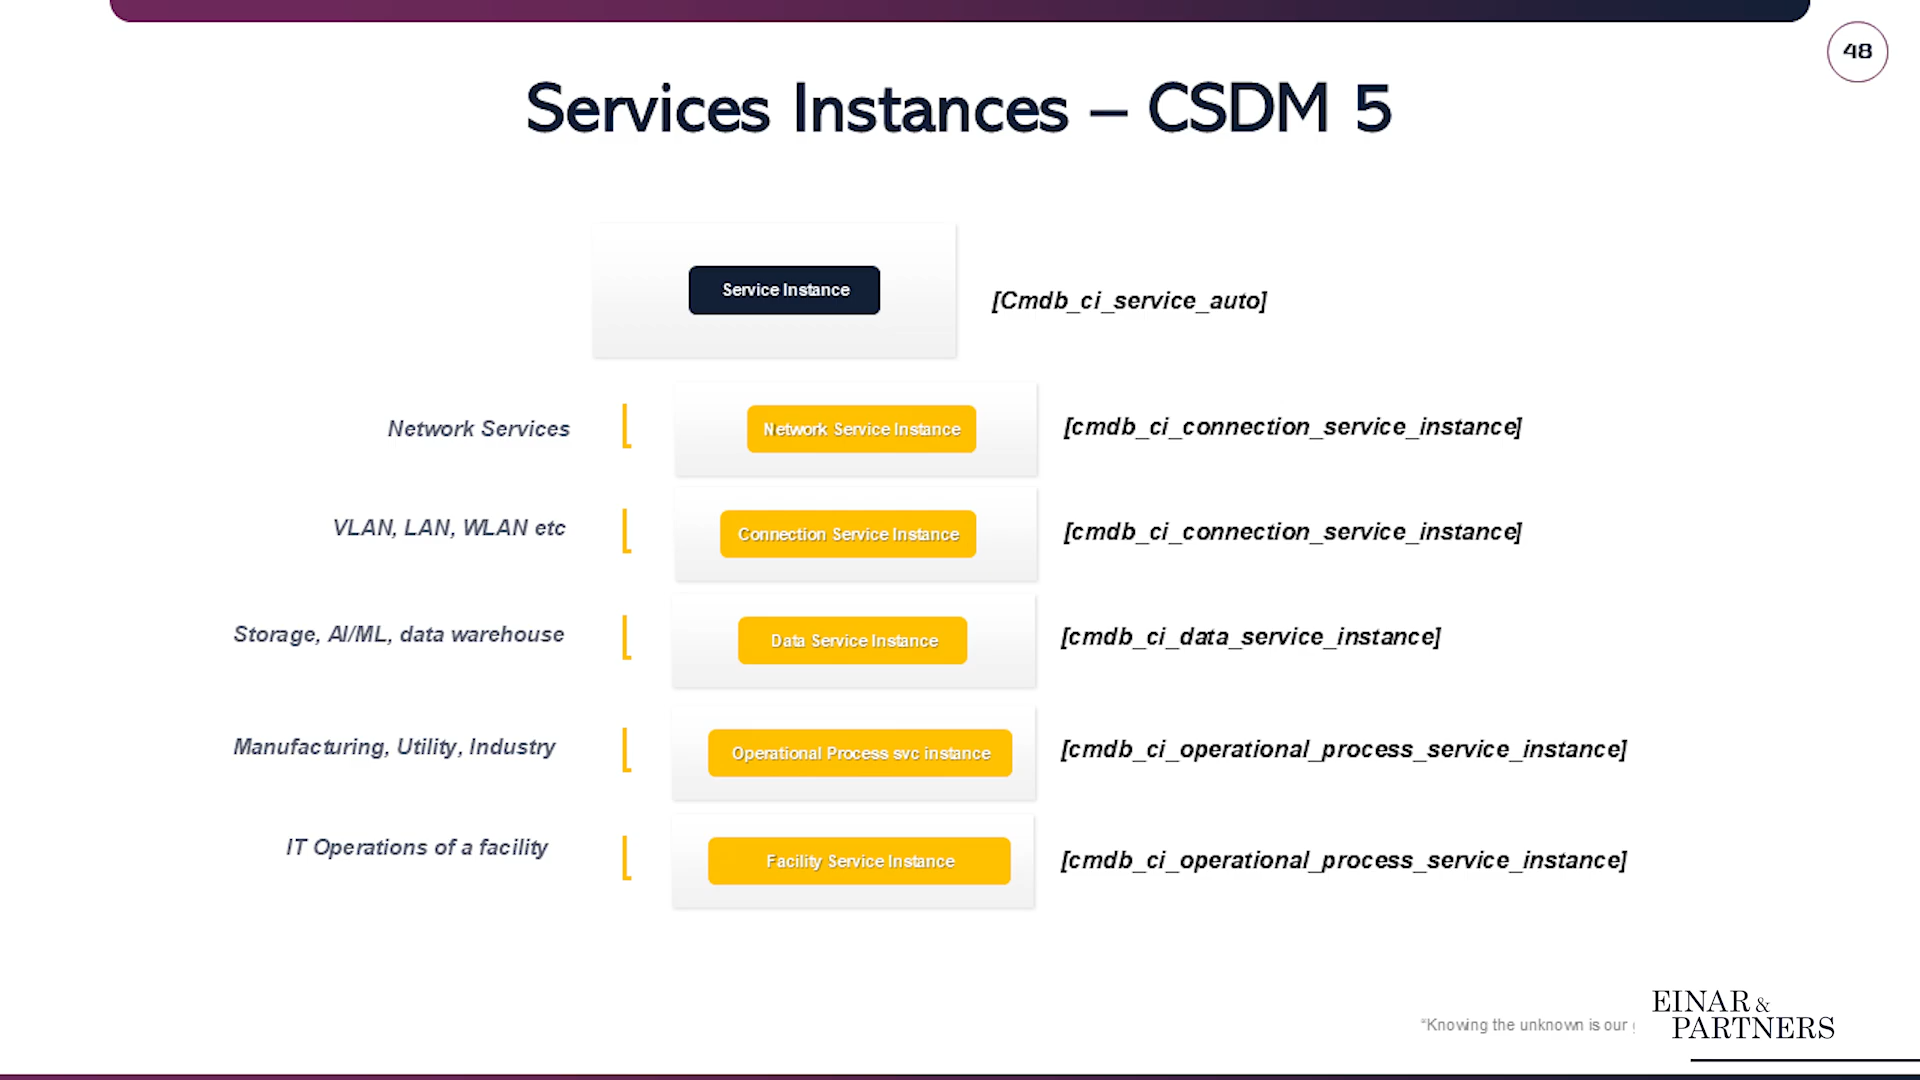 48
Services Instances – CSDM 5
Service Instance
[Cmdb_ci_service_auto]
Network Services
Network Service Instance
[cmdb_ci_connection_service_instance]
VLAN, LAN, WLAN etc
Connection Service Instance
[cmdb_ci_connection_service_instance]
Storage, AI/ML, data warehouse
Data Service Instance
[cmdb_ci_data_service_instance]
Manufacturing, Utility, Industry
Operational Process svc instance
[cmdb_ci_operational_process_service_instance]
IT Operations of a facility
Facility Service Instance
[cmdb_ci_operational_process_service_instance]
“Knowing the unknown is our
EINAR &
PARTNERS